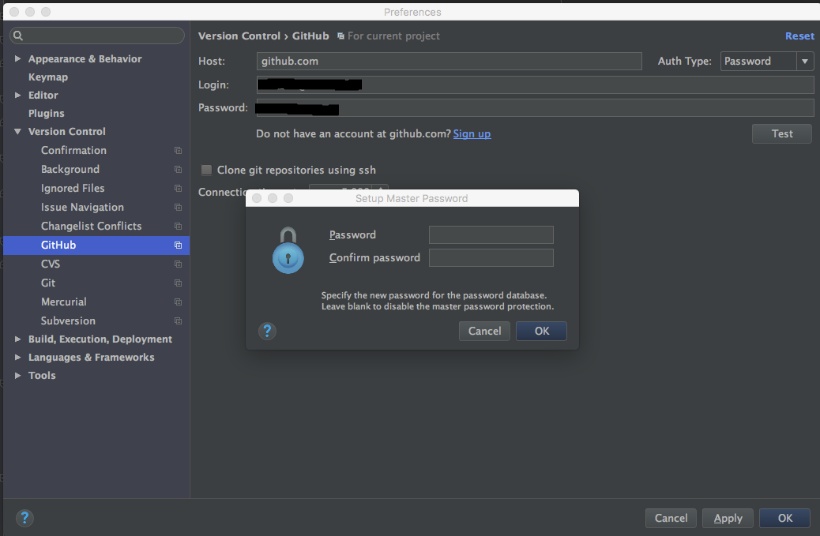 Preferences
Version Control › GitHub For current project Reset
Host: github.com Auth Type: Password
Login:
Password:
Do not have an account at github.com? Sign up
Test
Clone git repositories using ssh
Appearance & Behavior
Keymap
Editor
Plugins
Version Control
Confirmation
Background
Ignored Files
Issue Navigation
Changelist Conflicts
GitHub
CVS
Git
Mercurial
Subversion
Build, Execution, Deployment
Languages & Frameworks
Tools
Setup Master Password
Password
Confirm password
Specify the new password for the password database.
Leave blank to disable the master password protection.
? Cancel OK
? Cancel Apply OK